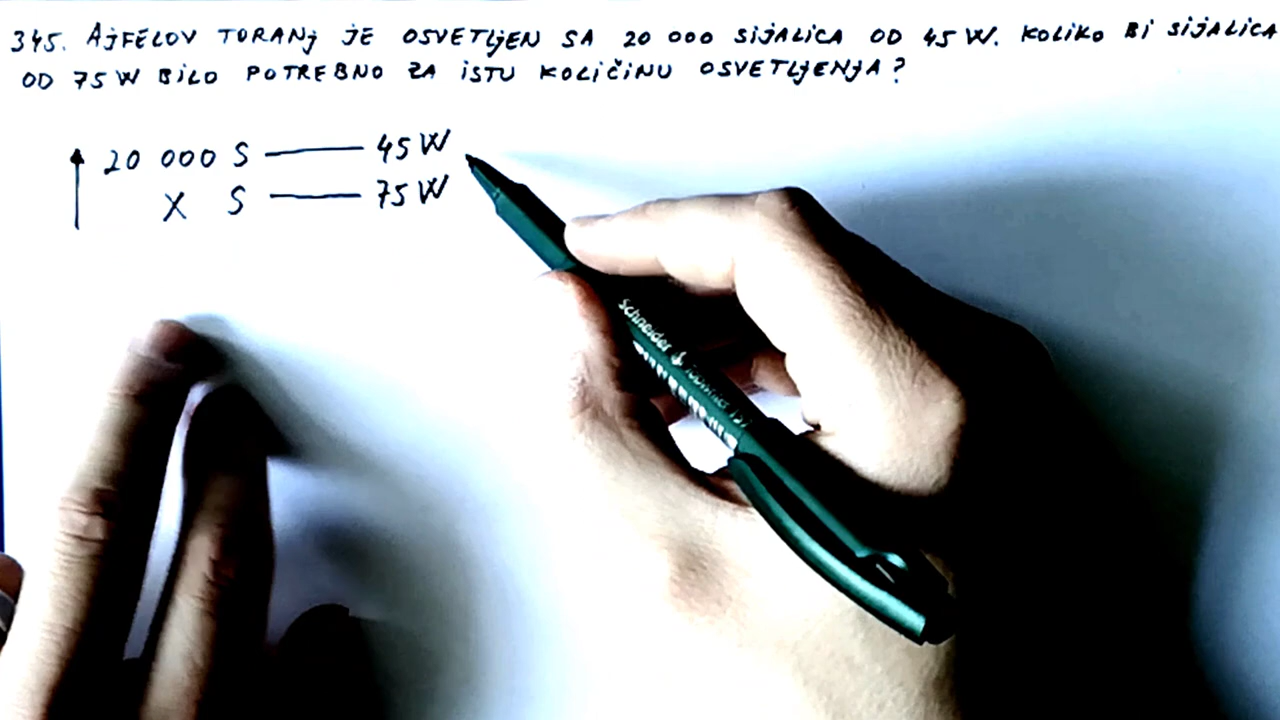 345. AJFELOV TORANJ JE OSVETLJEN SA 20 000 SIJALICA OD 45 W. KOLIKO BI SIJALICA
OD 75 W BILO POTREBNO ZA ISTU KOLIČINU OSVETLJENJA?
20 000 S — 45 W
X S — 75 W
Schneider